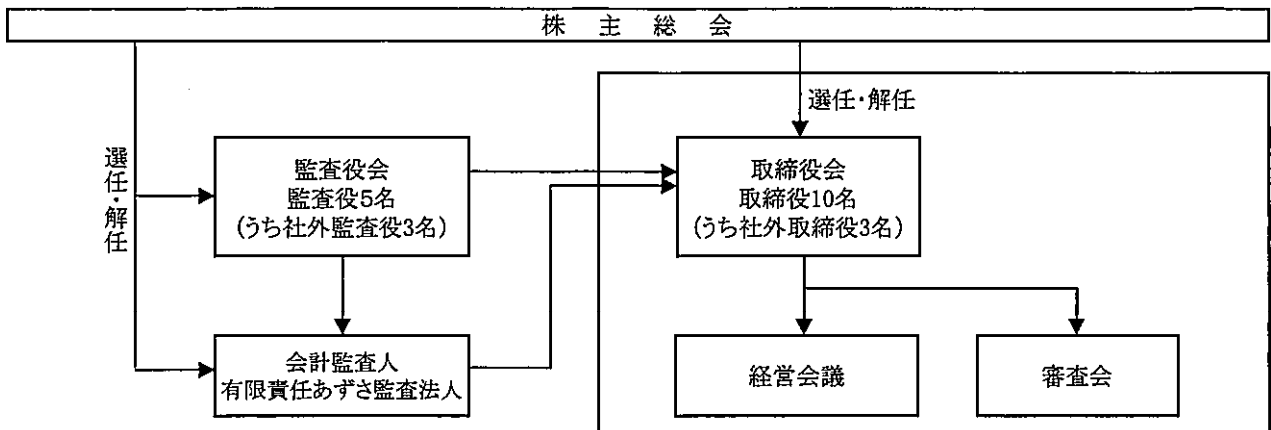 株主総会
選任・解任
選任・解任
監査役会
監査役5名
(うち社外監査役3名)
取締役会
取締役10名
(うち社外取締役3名)
会計監査人
有限責任あずさ監査法人
経営会議
審査会